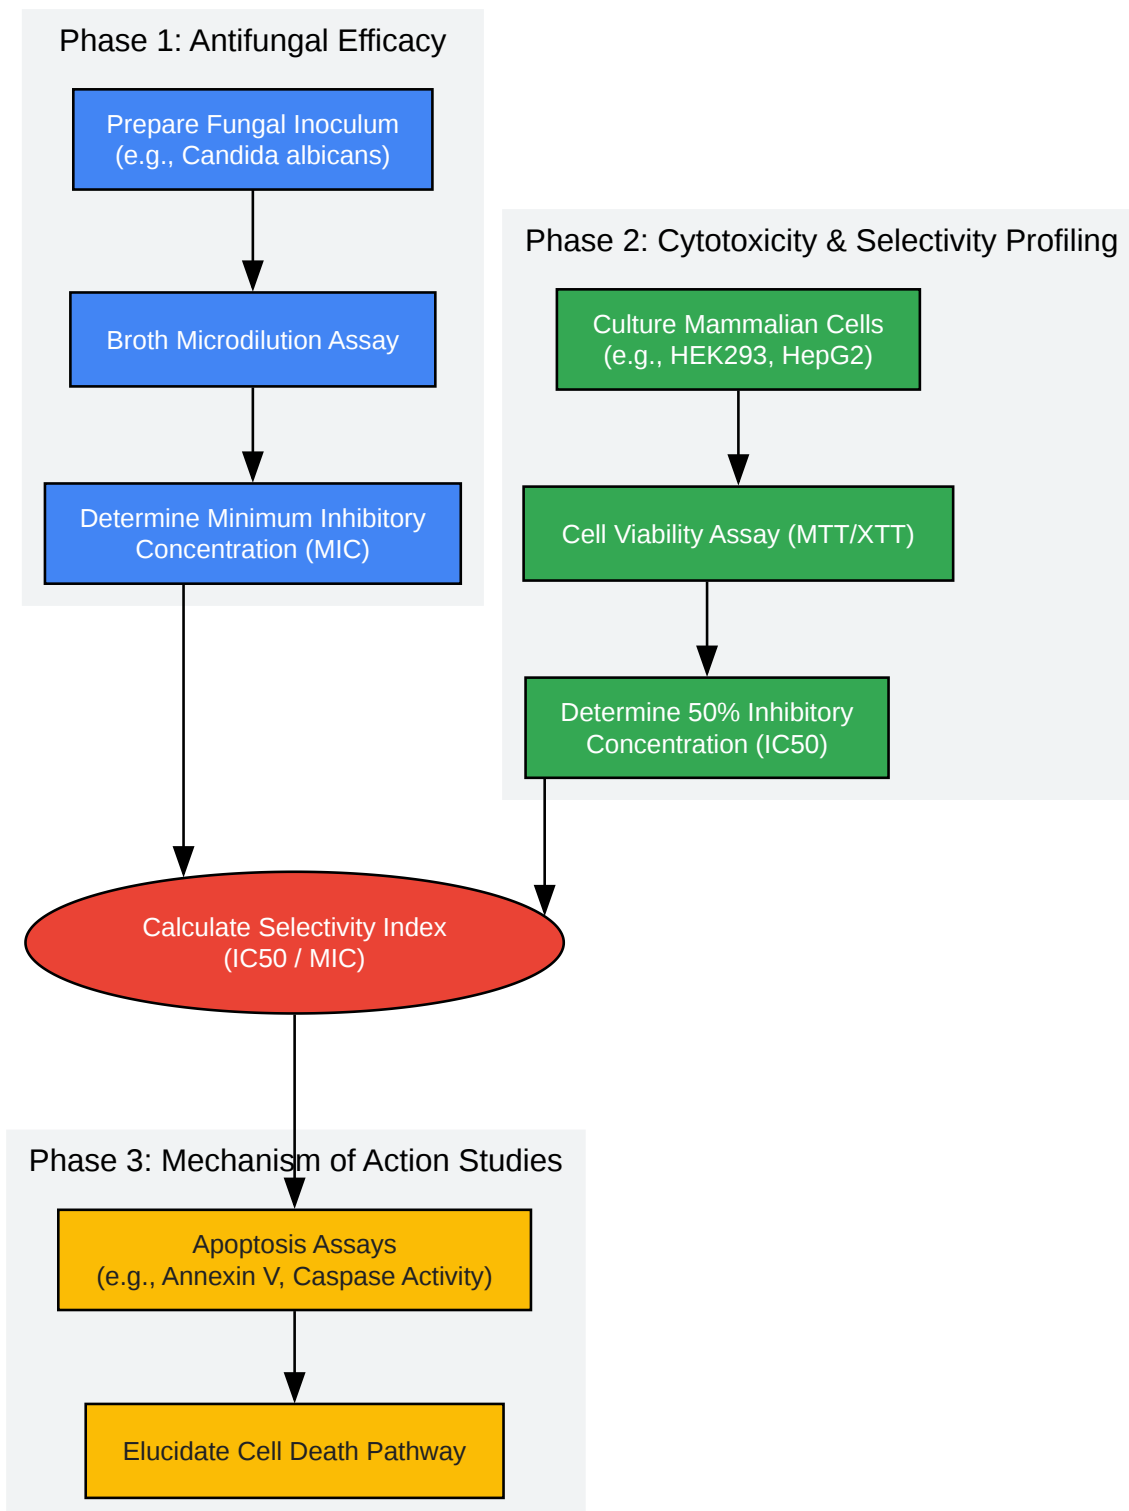 Phase 1: Antifungal Efficacy
Prepare Fungal Inoculum
(e.g., Candida albicans)
Broth Microdilution Assay
Determine Minimum Inhibitory
Concentration (MIC)
Phase 2: Cytotoxicity & Selectivity Profiling
Culture Mammalian Cells
(e.g., HEK293, HepG2)
Cell Viability Assay (MTT/XTT)
Determine 50% Inhibitory
Concentration (IC50)
Calculate Selectivity Index
(IC50 / MIC)
Phase 3: Mechanism of Action Studies
Apoptosis Assays
(e.g., Annexin V, Caspase Activity)
Elucidate Cell Death Pathway